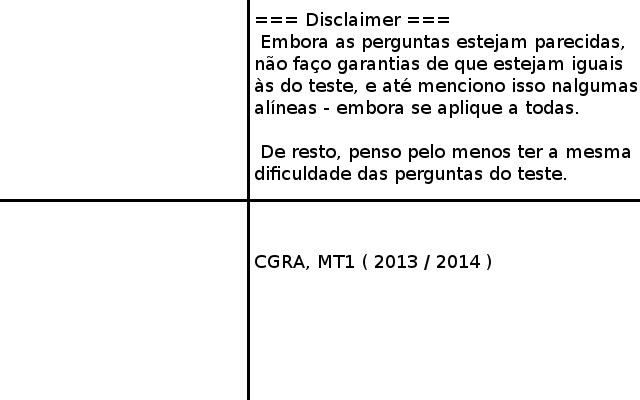 === Disclaimer ===
Embora as perguntas estejam parecidas,
não faço garantias de que estejam iguais
às do teste, e até menciono isso nalgumas
alíneas - embora se aplique a todas.
De resto, penso pelo menos ter a mesma
dificuldade das perguntas do teste.
CGRA, MT1 ( 2013 / 2014 )